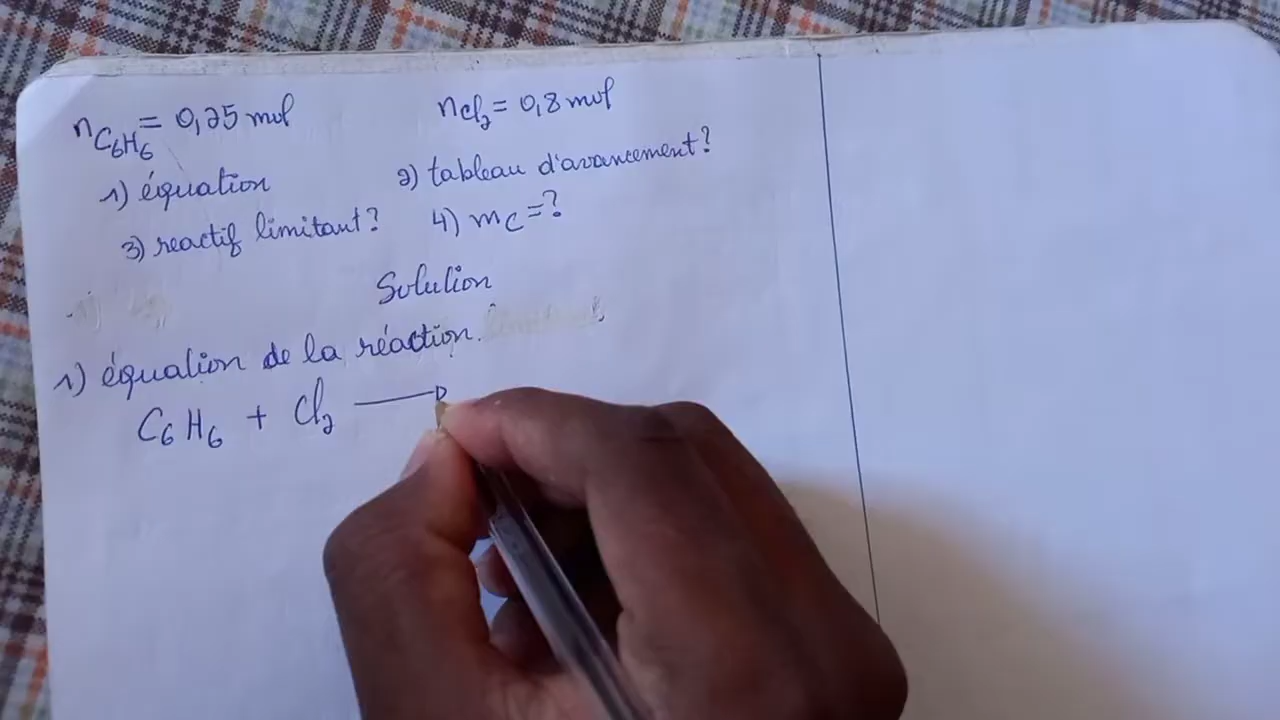 n C₆H₆ = 0,25 mol nCl₂ = 0,8 mol
1) équation 2) tableau d'avancement?
3) reactif limitant? 4) mC = ?
Solution
1) équation de la réaction.
C₆H₆ + Cl₂ →